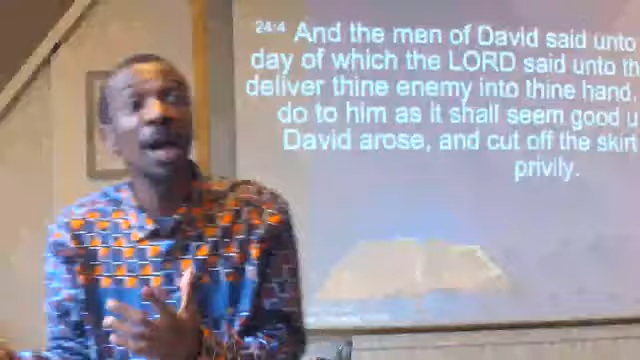 24:4 And the men of David said unto
day of which the LORD said unto th
deliver thine enemy into thine hand,
do to him as it shall seem good u
David arose, and cut off the skirt
privily.